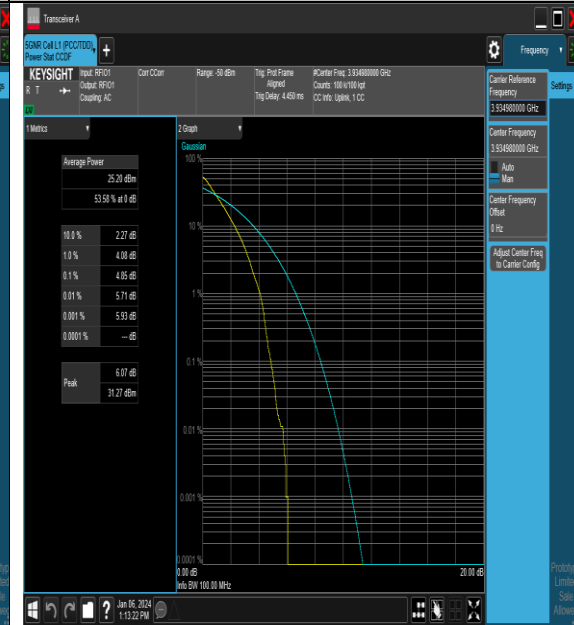 Transceiver A
5GNR Cell L1 (PCC/TDD),
Power Stat CCDF
Frequency
KEYSIGHT
R T
Input: RFIO1
Output: RFIO1
Coupling: AC
Corr CCorr
Range: -50 dBm
Trig: Prot Frame
Aligned
Trig Delay: 4.450 ms
#Center Freq: 3.934980000 GHz
Counts: 100 k/100 kpt
CC Info: Uplink, 1 CC
Carrier Reference
Frequency
3.934980000 GHz
Settings
Center Frequency
3.934980000 GHz
Auto
Man
Center Frequency
Offset
0 Hz
Adjust Center Freq
to Carrier Config
1 Metrics
Average Power
25.20 dBm
53.58 % at 0 dB
10.0 % 2.27 dB
1.0 % 4.08 dB
0.1 % 4.85 dB
0.01 % 5.71 dB
0.001 % 5.93 dB
0.0001 % --- dB
Peak
6.07 dB
31.27 dBm
2 Graph
Gaussian
100 %
10 %
1 %
0.1 %
0.01 %
0.001 %
0.0001 %
0.00 dB
20.00 dB
Info BW 100.00 MHz
Jan 06, 2024
1:13:22 PM